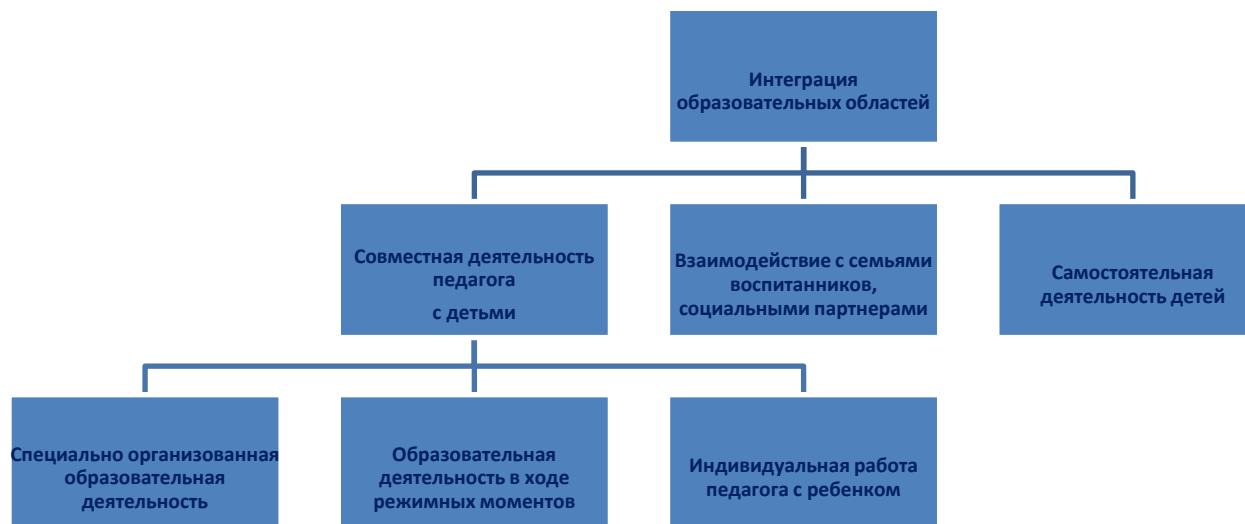 Интеграция
образовательных областей
Совместная деятельность
педагога
с детьми
Взаимодействие с семьями
воспитанников,
социальными партнерами
Самостоятельная
деятельность детей
Специально организованная
образовательная
деятельность
Образовательная
деятельность в ходе
режимных моментов
Индивидуальная работа
педагога с ребенком